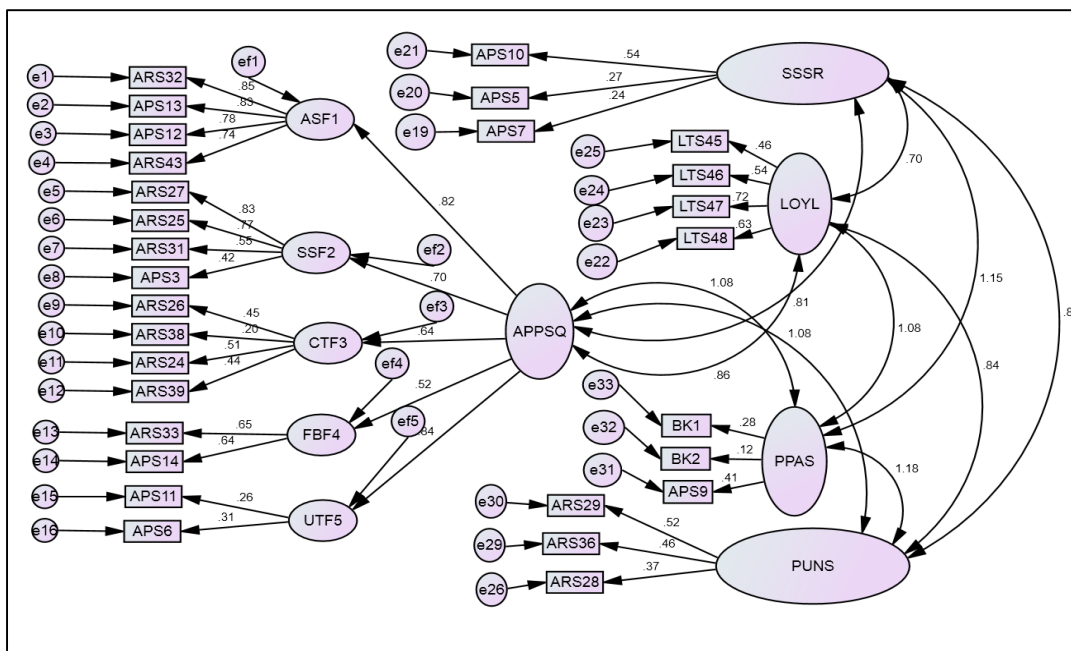 e1 ARS32 .85 ef1
e2 APS13 .83 ASF1
e3 APS12 .78
e4 ARS43 .74
e5 ARS27 .83
e6 ARS25 .77
e7 ARS31 .55 SSF2 ef2
e8 APS3 .42
e9 ARS26 .45 ef3
e10 ARS38 .20 CTF3
e11 ARS24 .51
e12 ARS39 .44
ef4
e13 ARS33 .65 FBF4
e14 APS14 .64
ef5
e15 APS11 .26 UTF5
e16 APS6 .31
.82
.70
.64
.52
APPSQ
e21 APS10 .54 SSSR
e20 APS5 .27
e19 APS7 .24
e25 LTS45 .46
e24 LTS46 .54 LOYL
e23 LTS47 .72
e22 LTS48 .63
.70
1.08
.81
1.08
.86
1.15
1.08
.84
e33 BK1 .28
e32 BK2 .12 PPAS
e31 APS9 .41
1.18
e30 ARS29 .52
e29 ARS36 .46 PUNS
e26 ARS28 .37